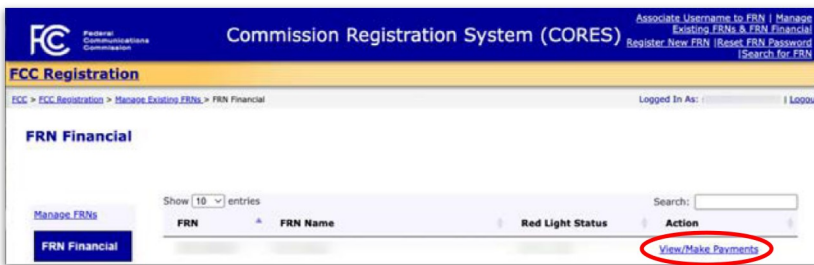 FCC Federal Communications Commission
Commission Registration System (CORES)
Associate Username to FRN | Manage
Existing FRNs & FRN Financial
Register New FRN |Reset FRN Password
|Search for FRN
FCC Registration
FCC > FCC Registration > Manage Existing FRNs > FRN Financial
Logged In As: | Logou
FRN Financial
Show 10 entries
Search:
Manage FRNs
FRN FRN Name Red Light Status Action
FRN Financial
View/Make Payments